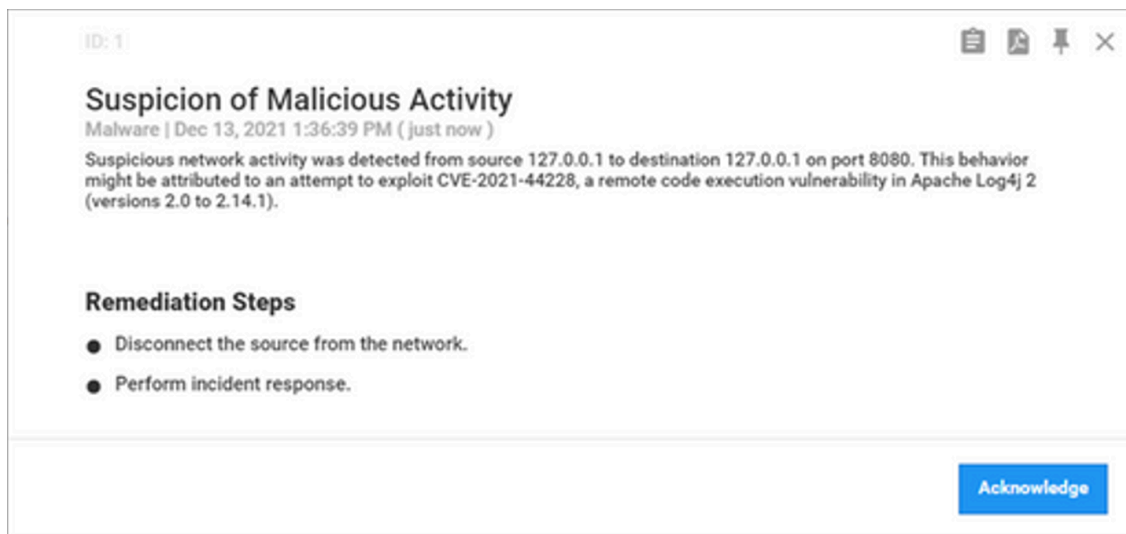 ID: 1
Suspicion of Malicious Activity
Malware | Dec 13, 2021 1:36:39 PM ( just now )
Suspicious network activity was detected from source 127.0.0.1 to destination 127.0.0.1 on port 8080. This behavior
might be attributed to an attempt to exploit CVE-2021-44228, a remote code execution vulnerability in Apache Log4j 2
(versions 2.0 to 2.14.1).
Remediation Steps
● Disconnect the source from the network.
● Perform incident response.
Acknowledge